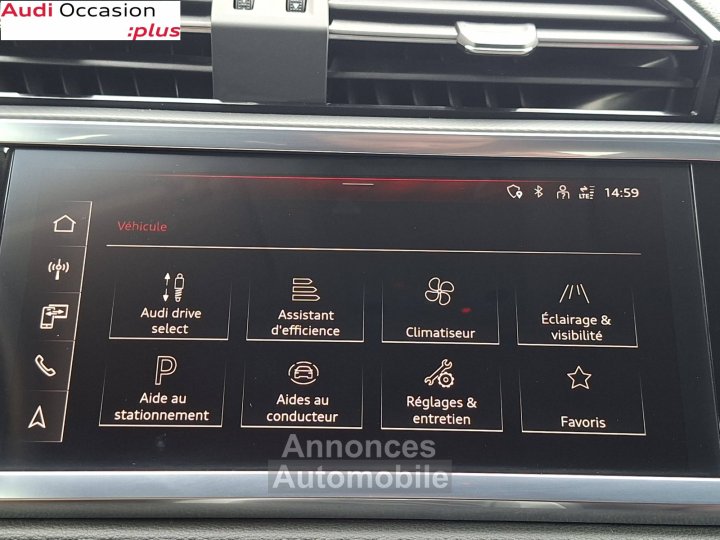 Audi Occasion
:plus
LTE
14:59
Véhicule
Audi drive
select
Assistant
d'efficience
Climatiseur
Éclairage &
visibilité
P
Aide au
stationnement
Aides au
conducteur
Réglages &
entretien
Favoris
Annonces
Automobile